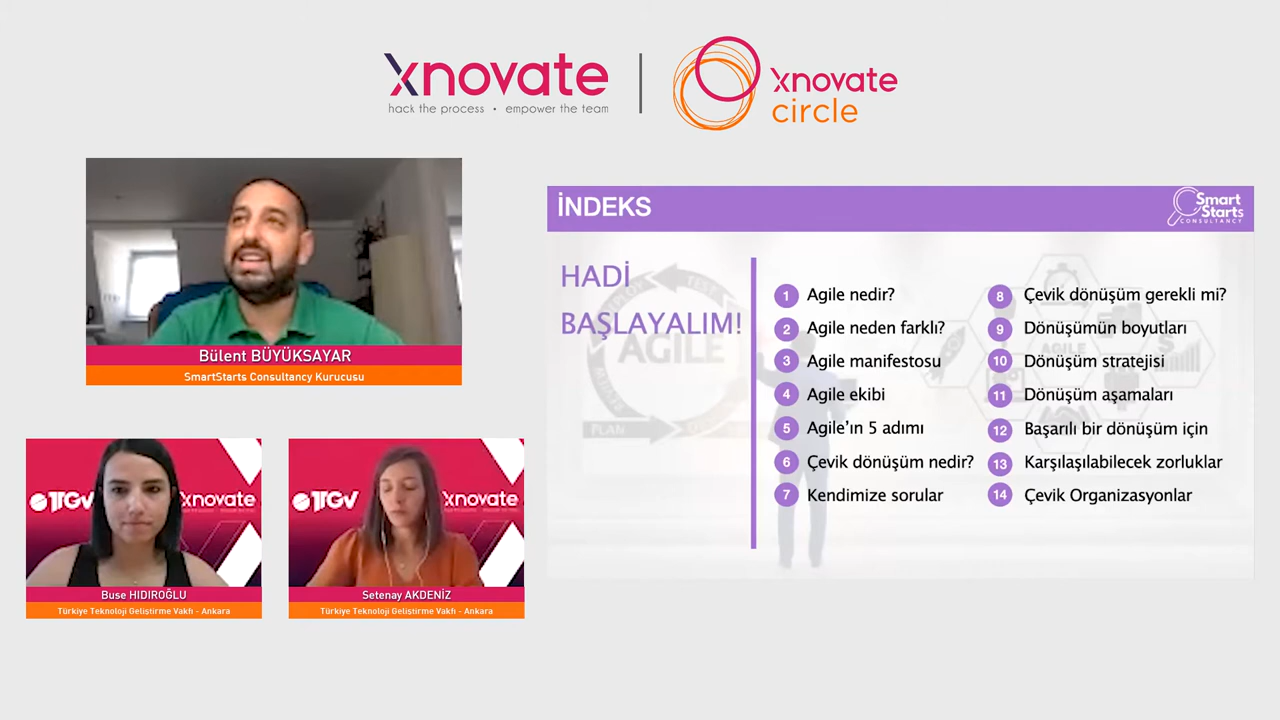 xnovate
hack the process • empower the team
xnovate
circle
Bülent BÜYÜKSAYAR
SmartStarts Consultancy Kurucusu
TTGV
xnovate
Buse HIDIROĞLU
Türkiye Teknoloji Geliştirme Vakfı - Ankara
TTGV
xnovate
Setenay AKDENİZ
Türkiye Teknoloji Geliştirme Vakfı - Ankara
İNDEKS
Smart
Starts
CONSULTANCY
HADİ
BAŞLAYALIM!
TEST
AGILE
PLAN
1 Agile nedir?
2 Agile neden farklı?
3 Agile manifestosu
4 Agile ekibi
5 Agile’ın 5 adımı
6 Çevik dönüşüm nedir?
7 Kendimize sorular
8 Çevik dönüşüm gerekli mi?
9 Dönüşümün boyutları
10 Dönüşüm stratejisi
11 Dönüşüm aşamaları
12 Başarılı bir dönüşüm için
13 Karşılaşılabilecek zorluklar
14 Çevik Organizasyonlar